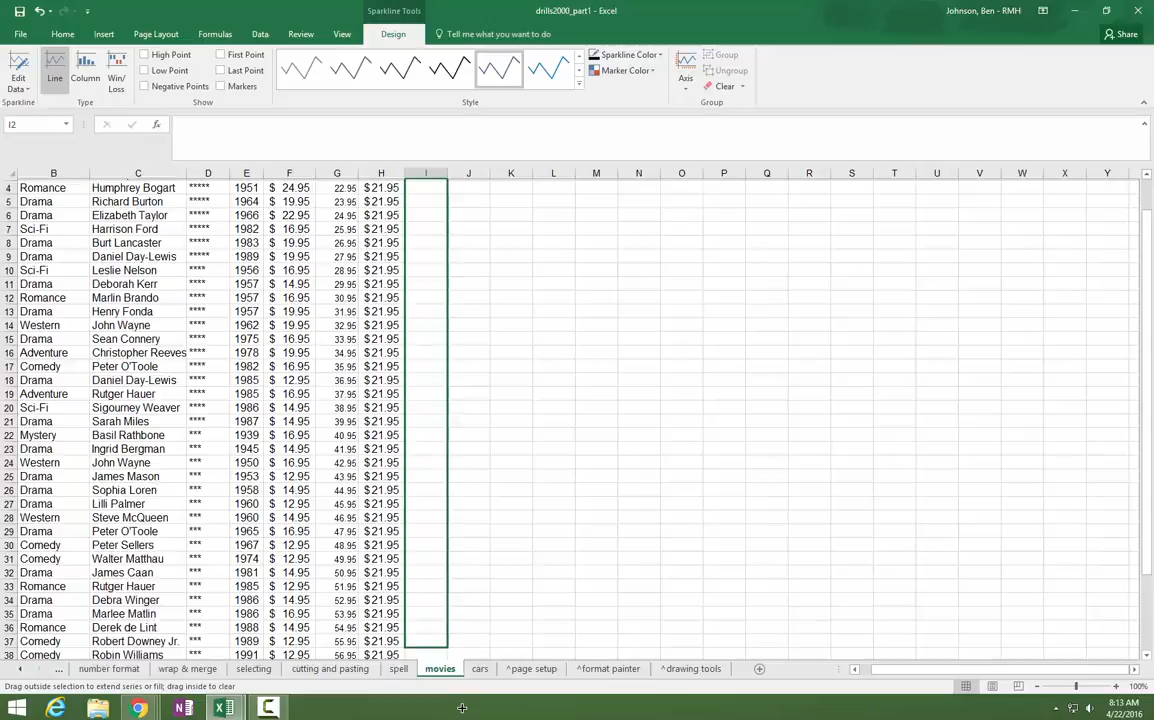 Sparkline Tools drills2000_part1 - Excel Johnson, Ben - RMH
File Home Insert Page Layout Formulas Data Review View Design Tell me what you want to do Share
Edit Data Line Column Win/Loss High Point First Point Sparkline Color Axis Group
Low Point Last Point Marker Color Ungroup
Negative Points Markers Clear
Sparkline Type Show Style Group
I2 fx
B C D E F G H I J K L M N O P Q R S T U V W X Y
4 Romance Humphrey Bogart ***** 1951 $ 24.95 22.95 $21.95
5 Drama Richard Burton ***** 1964 $ 19.95 23.95 $21.95
6 Drama Elizabeth Taylor ***** 1966 $ 22.95 24.95 $21.95
7 Sci-Fi Harrison Ford ***** 1982 $ 16.95 25.95 $21.95
8 Drama Burt Lancaster ***** 1983 $ 19.95 26.95 $21.95
9 Drama Daniel Day-Lewis ***** 1989 $ 19.95 27.95 $21.95
10 Sci-Fi Leslie Nelson **** 1956 $ 16.95 28.95 $21.95
11 Drama Deborah Kerr **** 1957 $ 14.95 29.95 $21.95
12 Romance Marlin Brando **** 1957 $ 16.95 30.95 $21.95
13 Drama Henry Fonda **** 1957 $ 19.95 31.95 $21.95
14 Western John Wayne **** 1962 $ 19.95 32.95 $21.95
15 Drama Sean Connery **** 1975 $ 16.95 33.95 $21.95
16 Adventure Christopher Reeves **** 1978 $ 19.95 34.95 $21.95
17 Comedy Peter O'Toole **** 1982 $ 16.95 35.95 $21.95
18 Drama Daniel Day-Lewis **** 1985 $ 12.95 36.95 $21.95
19 Adventure Rutger Hauer **** 1985 $ 16.95 37.95 $21.95
20 Sci-Fi Sigourney Weaver **** 1986 $ 14.95 38.95 $21.95
21 Drama Sarah Miles **** 1987 $ 14.95 39.95 $21.95
22 Mystery Basil Rathbone *** 1939 $ 16.95 40.95 $21.95
23 Drama Ingrid Bergman *** 1945 $ 14.95 41.95 $21.95
24 Western John Wayne *** 1950 $ 16.95 42.95 $21.95
25 Drama James Mason *** 1953 $ 12.95 43.95 $21.95
26 Drama Sophia Loren *** 1958 $ 14.95 44.95 $21.95
27 Drama Lilli Palmer *** 1960 $ 12.95 45.95 $21.95
28 Western Steve McQueen *** 1960 $ 14.95 46.95 $21.95
29 Drama Peter O'Toole *** 1965 $ 16.95 47.95 $21.95
30 Comedy Peter Sellers *** 1967 $ 12.95 48.95 $21.95
31 Comedy Walter Matthau *** 1974 $ 12.95 49.95 $21.95
32 Drama James Caan *** 1981 $ 14.95 50.95 $21.95
33 Romance Rutger Hauer *** 1985 $ 12.95 51.95 $21.95
34 Drama Debra Winger *** 1986 $ 14.95 52.95 $21.95
35 Drama Marlee Matlin *** 1986 $ 16.95 53.95 $21.95
36 Romance Derek de Lint *** 1988 $ 14.95 54.95 $21.95
37 Comedy Robert Downey Jr. *** 1989 $ 12.95 55.95 $21.95
38 Comedy Robin Williams *** 1991 $ 12.95 56.95 $21.95
... number format wrap & merge selecting cutting and pasting spell movies cars ^page setup ^format painter ^drawing tools
Drag outside selection to extend series or fill; drag inside to clear 100%
8:13 AM
4/22/2016